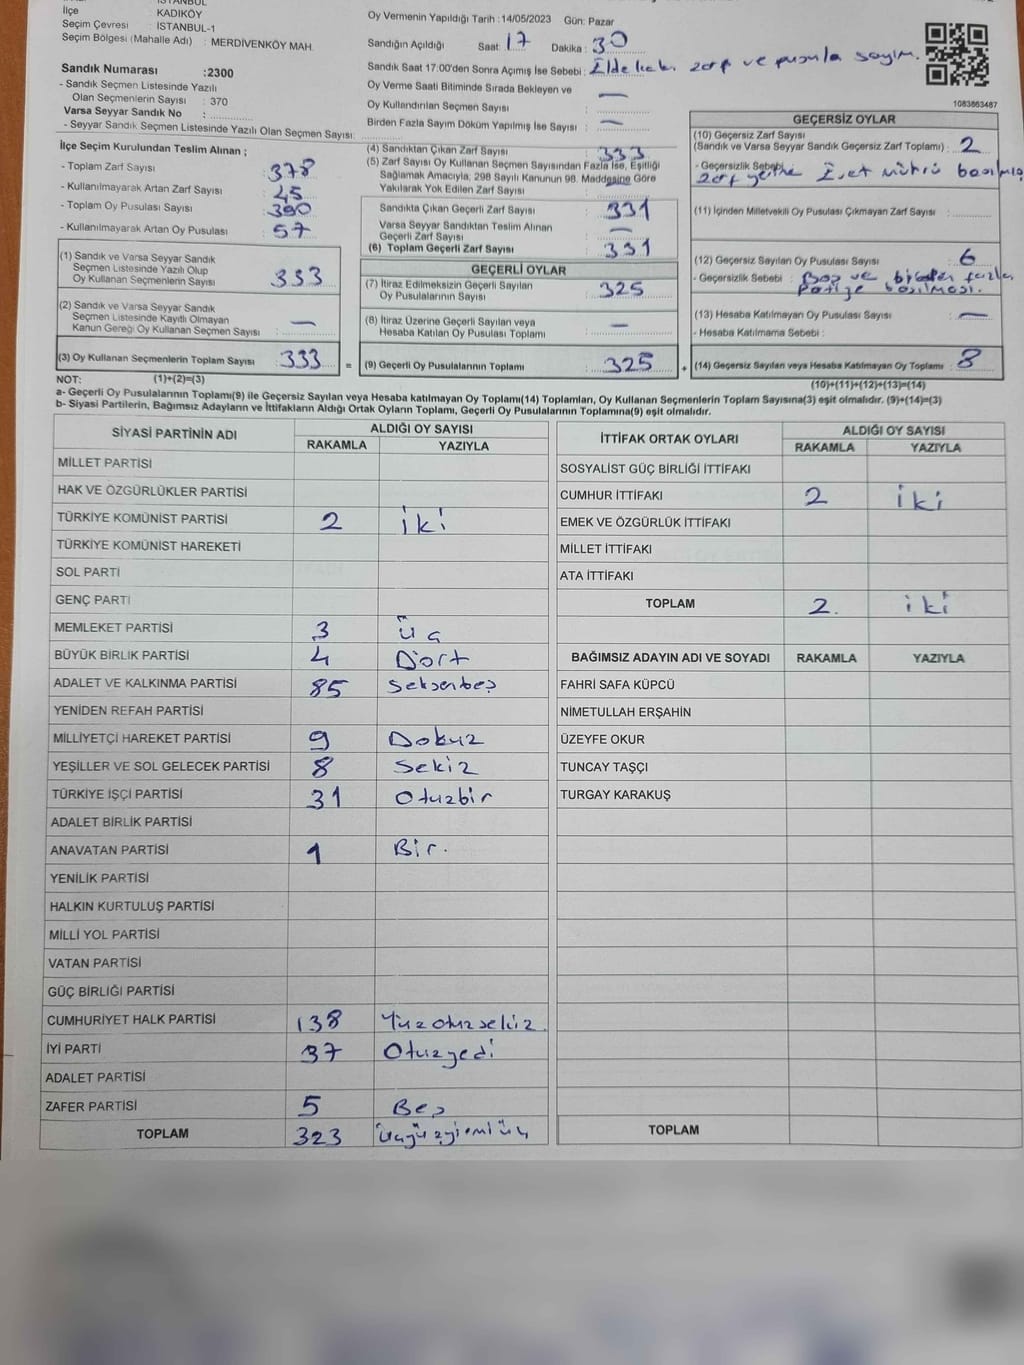 İSTANBUL
İlçe KADIKÖY
Seçim Çevresi : İSTANBUL-1
Seçim Bölgesi (Mahalle Adı) : MERDİVENKÖY MAH.
Sandık Numarası :2300
- Sandık Seçmen Listesinde Yazılı
Olan Seçmenlerin Sayısı : 370
Varsa Seyyar Sandık No :
- Seyyar Sandık Seçmen Listesinde Yazılı Olan Seçmen Sayısı:
Oy Vermenin Yapıldığı Tarih :14/05/2023 Gün: Pazar
Sandığın Açıldığı Saat: 17 Dakika: 30
Sandık Saat 17:00'den Sonra Açımış İse Sebebi : Elde kalan zarf ve pusula sayım.
Oy Verme Saati Bitiminde Sırada Bekleyen ve
Oy Kullandırılan Seçmen Sayısı : —
Birden Fazla Sayım Döküm Yapılmış İse Sayısı : —
1083863487
İlçe Seçim Kurulundan Teslim Alınan ;
- Toplam Zarf Sayısı : 378
- Kullanılmayarak Artan Zarf Sayısı : 45
- Toplam Oy Pusulası Sayısı : 390
- Kullanılmayarak Artan Oy Pusulası : 57
(1) Sandık ve Varsa Seyyar Sandık
Seçmen Listesinde Yazılı Olup
Oy Kullanan Seçmenlerin Sayısı : 333
(2) Sandık ve Varsa Seyyar Sandık
Seçmen Listesinde Kayıtlı Olmayan
Kanun Gereği Oy Kullanan Seçmen Sayısı : —
(3) Oy Kullanan Seçmenlerin Toplam Sayısı : 333 =
(4) Sandıktan Çıkan Zarf Sayısı : 333
(5) Zarf Sayısı Oy Kullanan Seçmen Sayısından Fazla İse, Eşitliği
Sağlamak Amacıyla, 298 Sayılı Kanunun 98. Maddesine Göre
Yakılarak Yok Edilen Zarf Sayısı : —
Sandıkta Çıkan Geçerli Zarf Sayısı : 331
Varsa Seyyar Sandıktan Teslim Alınan
Geçerli Zarf Sayısı : —
(6) Toplam Geçerli Zarf Sayısı : 331
GEÇERLİ OYLAR
(7) İtiraz Edilmeksizin Geçerli Sayılan
Oy Pusulalarının Sayısı : 325
(8) İtiraz Üzerine Geçerli Sayılan veya
Hesaba Katılan Oy Pusulası Toplamı : —
(9) Geçerli Oy Pusulalarının Toplamı : 325 +
GEÇERSİZ OYLAR
(10) Geçersiz Zarf Sayısı
(Sandık ve Varsa Seyyar Sandık Geçersiz Zarf Toplamı) : 2
- Geçersizlik Sebebi : zarf yerine Evet mührü basılmış
(11) İçinden Milletvekili Oy Pusulası Çıkmayan Zarf Sayısı :
(12) Geçersiz Sayılan Oy Pusulası Sayısı : 6
- Geçersizlik Sebebi : Boş ve birden fazla
Partiye basılması.
(13) Hesaba Katılmayan Oy Pusulası Sayısı : —
- Hesaba Katılmama Sebebi :
(14) Geçersiz Sayılan veya Hesaba Katılmayan Oy Toplamı : 8
NOT: (1)+(2)=(3) (10)+(11)+(12)+(13)=(14)
a- Geçerli Oy Pusulalarının Toplamı(9) ile Geçersiz Sayılan veya Hesaba katılmayan Oy Toplamı(14) Toplamları, Oy Kullanan Seçmenlerin Toplam Sayısına(3) eşit olmalıdır. (9)+(14)=(3)
b- Siyasi Partilerin, Bağımsız Adayların ve İttifakların Aldığı Ortak Oyların Toplamı, Geçerli Oy Pusulalarının Toplamına(9) eşit olmalıdır.
SİYASİ PARTİNİN ADI ALDIĞI OY SAYISI
RAKAMLA YAZIYLA
MİLLET PARTİSİ
HAK VE ÖZGÜRLÜKLER PARTİSİ
TÜRKİYE KOMÜNİST PARTİSİ 2 iki
TÜRKİYE KOMÜNİST HAREKETİ
SOL PARTİ
GENÇ PARTİ
MEMLEKET PARTİSİ 3 Üç
BÜYÜK BİRLİK PARTİSİ 4 Dört
ADALET VE KALKINMA PARTİSİ 85 Seksenbeş
YENİDEN REFAH PARTİSİ
MİLLİYETÇİ HAREKET PARTİSİ 9 Dokuz
YEŞİLLER VE SOL GELECEK PARTİSİ 8 Sekiz
TÜRKİYE İŞÇİ PARTİSİ 31 Otuzbir
ADALET BİRLİK PARTİSİ
ANAVATAN PARTİSİ 1 Bir.
YENİLİK PARTİSİ
HALKIN KURTULUŞ PARTİSİ
MİLLİ YOL PARTİSİ
VATAN PARTİSİ
GÜÇ BİRLİĞİ PARTİSİ
CUMHURİYET HALK PARTİSİ 138 Yüzotuzsekiz.
İYİ PARTİ 37 Otuzyedi
ADALET PARTİSİ
ZAFER PARTİSİ 5 Beş
TOPLAM 323 Üçyüzyirmiüç
İTTİFAK ORTAK OYLARI ALDIĞI OY SAYISI
RAKAMLA YAZIYLA
SOSYALİST GÜÇ BİRLİĞİ İTTİFAKI
CUMHUR İTTİFAKI 2 iki
EMEK VE ÖZGÜRLÜK İTTİFAKI
MİLLET İTTİFAKI
ATA İTTİFAKI
TOPLAM 2. iki
BAĞIMSIZ ADAYIN ADI VE SOYADI RAKAMLA YAZIYLA
FAHRİ SAFA KÜPCÜ
NİMETULLAH ERŞAHİN
ÜZEYFE OKUR
TUNCAY TAŞÇI
TURGAY KARAKUŞ
TOPLAM